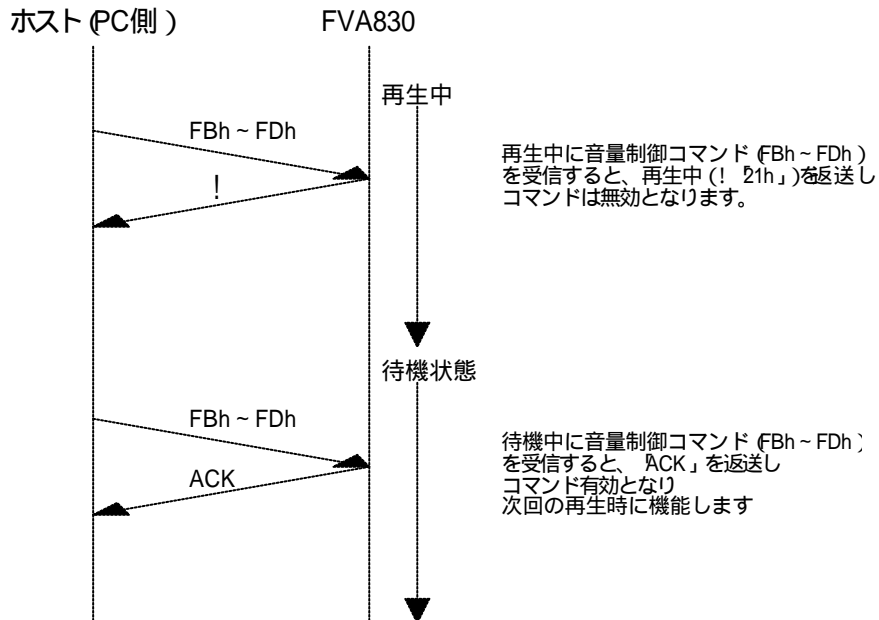 ホスト(PC側)
FVA830
再生中
FBh~FDh
!
再生中に音量制御コマンド(FBh~FDh)
を受信すると、再生中(!「21h」)を返送し
コマンドは無効となります。
待機状態
FBh~FDh
ACK
待機中に音量制御コマンド(FBh~FDh)
を受信すると、「ACK」を返送し
コマンド有効となり
次回の再生時に機能します